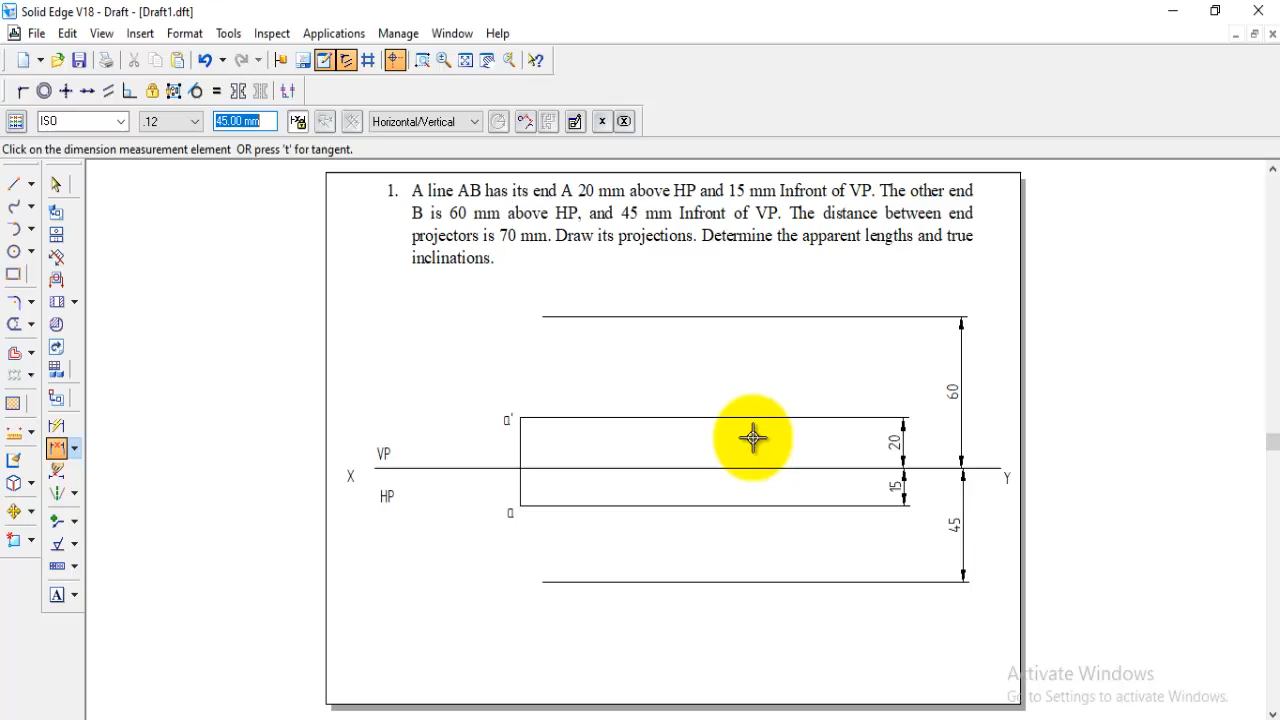 Solid Edge V18 - Draft - [Draft1.dft]
File Edit View Insert Format Tools Inspect Applications Manage Window Help
ISO .12 45.00 mm Horizontal/Vertical
Click on the dimension measurement element OR press 't' for tangent.
1. A line AB has its end A 20 mm above HP and 15 mm Infront of VP. The other end
B is 60 mm above HP, and 45 mm Infront of VP. The distance between end
projectors is 70 mm. Draw its projections. Determine the apparent lengths and true
inclinations.
60
a'
20
VP
X
Y
HP
15
a
45
A
Activate Windows
Go to Settings to activate Windows.